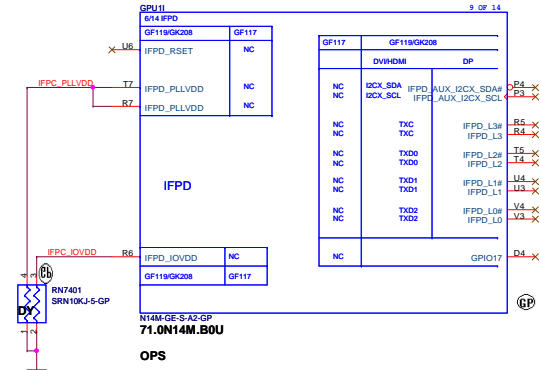 GPU1I 9 OF 14
6/14 IFPD
GF119/GK208 GF117
U6 IFPD_RSET NC
IFPC_PLLVDD T7 IFPD_PLLVDD NC
R7 IFPD_PLLVDD NC
GF117 GF119/GK208
DVI/HDMI DP
NC I2CX_SDA IFPD_AUX_I2CX_SDA# P4
NC I2CX_SCL IFPD_AUX_I2CX_SCL P3
NC TXC IFPD_L3# R5
NC TXC IFPD_L3 R4
NC TXD0 IFPD_L2# T5
NC TXD0 IFPD_L2 T4
NC TXD1 IFPD_L1# U4
NC TXD1 IFPD_L1 U3
NC TXD2 IFPD_L0# V4
NC TXD2 IFPD_L0 V3
IFPD
IFPC_IOVDD R6 IFPD_IOVDD NC
GF119/GK208 GF117
NC GPIO17 D4
4 3
RN7401
SRN10KJ-5-GP
DY
1 2
GP
N14M-GE-S-A2-GP
71.0N14M.B0U
OPS